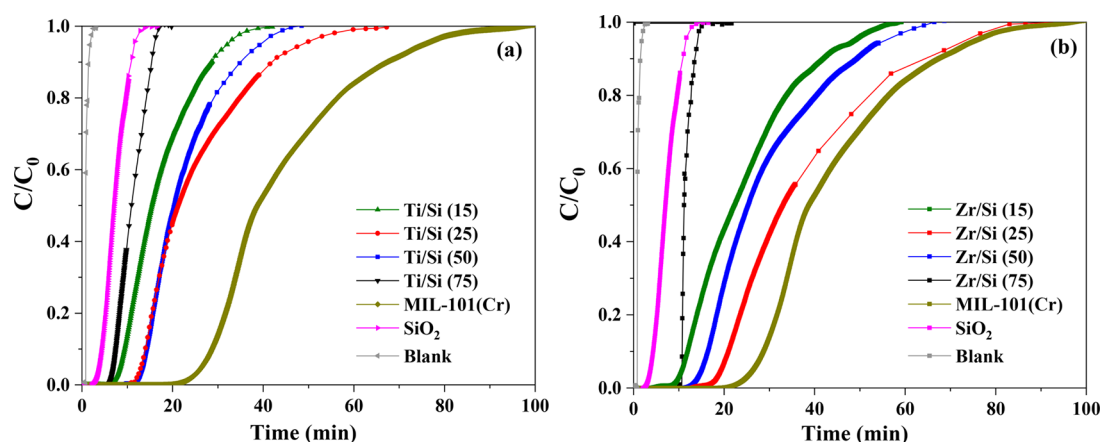 (a)
C/C₀
1.0
0.8
0.6
0.4
0.2
0.0
Ti/Si (15)
Ti/Si (25)
Ti/Si (50)
Ti/Si (75)
MIL-101(Cr)
SiO₂
Blank
0 20 40 60 80 100
Time (min)
(b)
C/C₀
1.0
0.8
0.6
0.4
0.2
0.0
Zr/Si (15)
Zr/Si (25)
Zr/Si (50)
Zr/Si (75)
MIL-101(Cr)
SiO₂
Blank
0 20 40 60 80 100
Time (min)